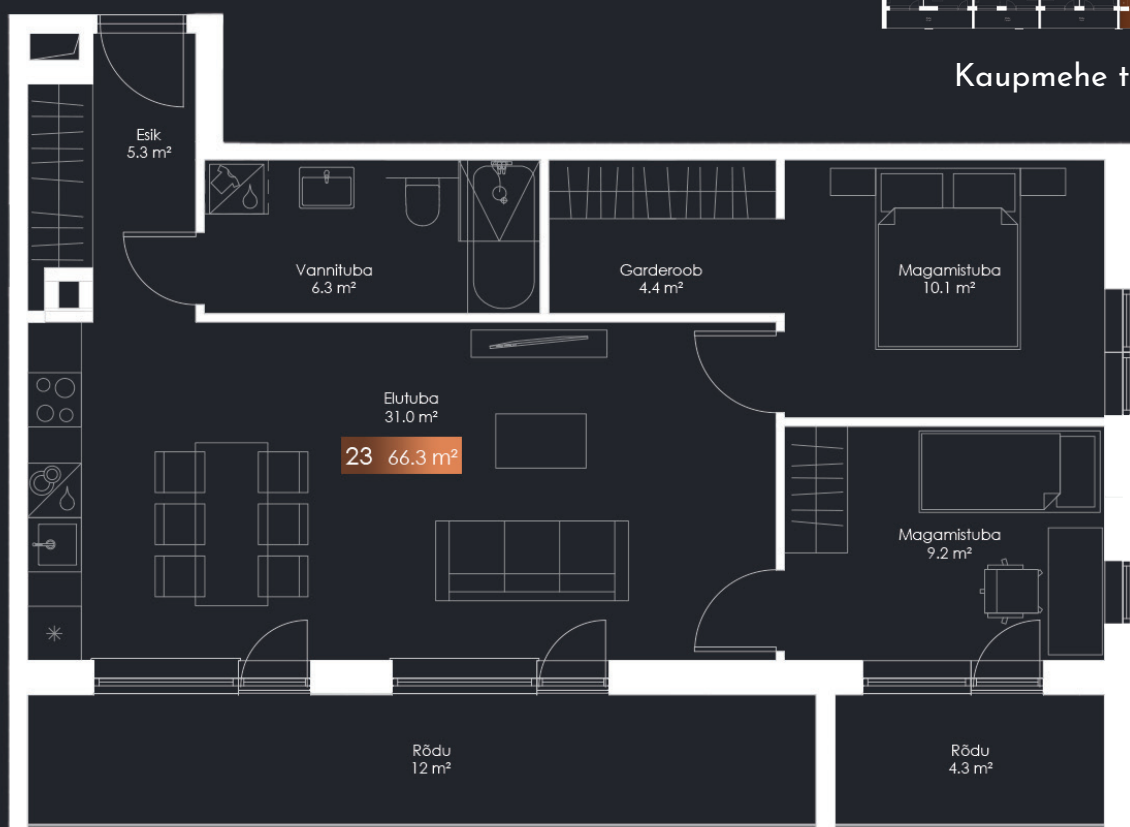 Kaupmehe t
Esik
5.3 m²
Vannituba
6.3 m²
Garderoob
4.4 m²
Magamistuba
10.1 m²
Elutuba
31.0 m²
23 66.3 m²
Magamistuba
9.2 m²
Rõdu
12 m²
Rõdu
4.3 m²